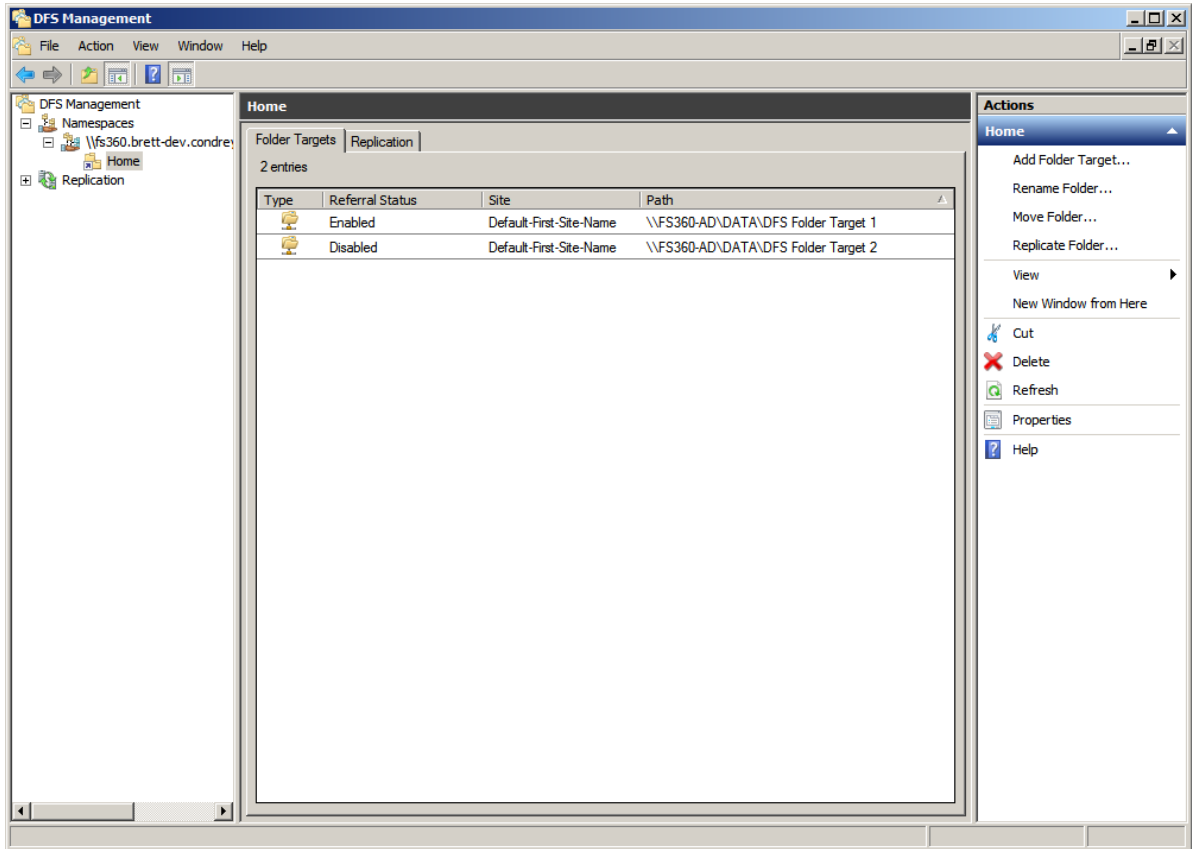 DFS Management
File Action View Window Help
DFS Management
Namespaces
\\fs360.brett-dev.condrey
Home
Replication
Home
Folder Targets Replication
2 entries
Type Referral Status Site Path
Enabled Default-First-Site-Name \\FS360-AD\DATA\DFS Folder Target 1
Disabled Default-First-Site-Name \\FS360-AD\DATA\DFS Folder Target 2
Actions
Home
Add Folder Target...
Rename Folder...
Move Folder...
Replicate Folder...
View
New Window from Here
Cut
Delete
Refresh
Properties
Help